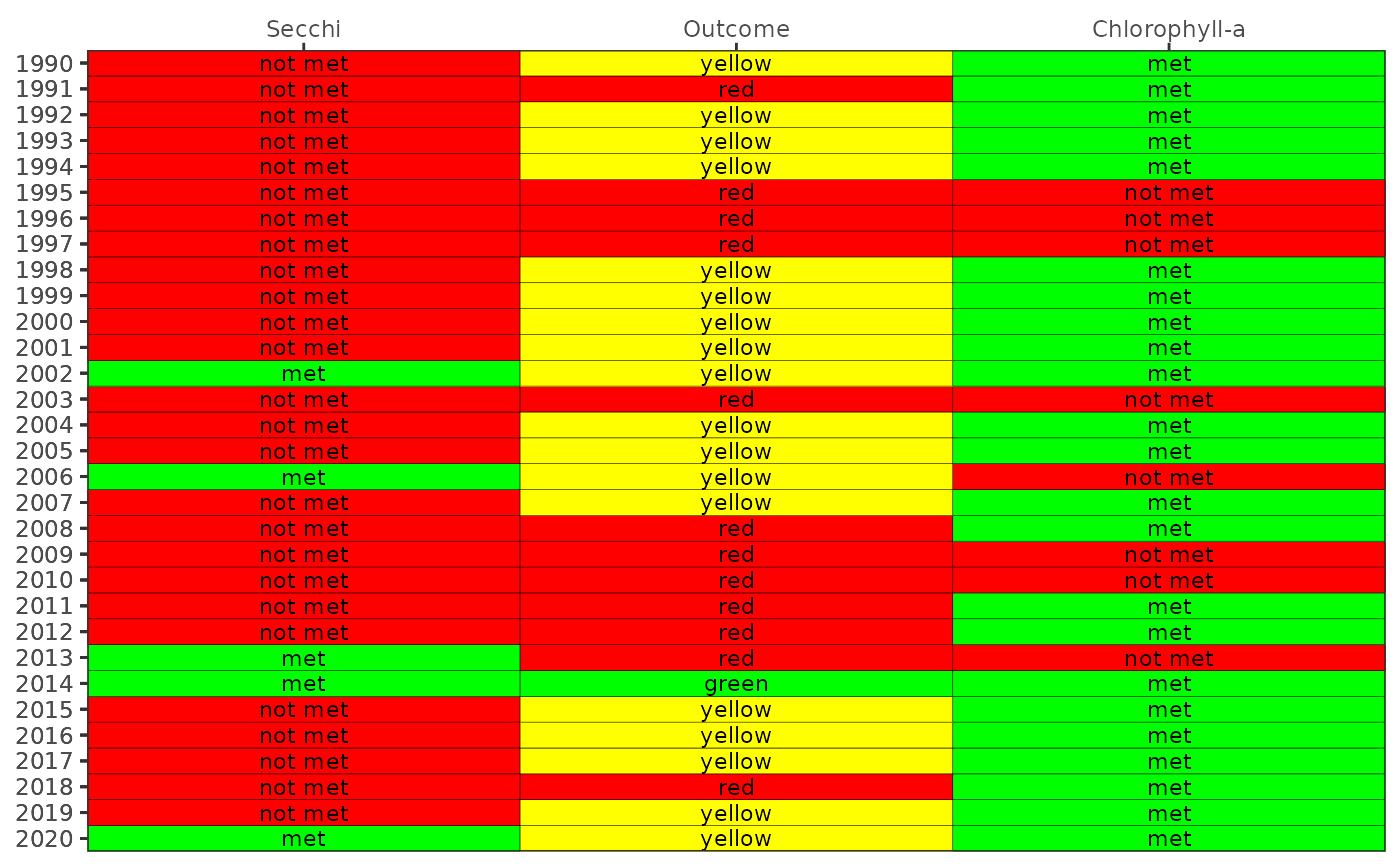 Secchi Outcome Chlorophyll-a
1990 not met yellow met
1991 not met red met
1992 not met yellow met
1993 not met yellow met
1994 not met yellow met
1995 not met red not met
1996 not met red not met
1997 not met red not met
1998 not met yellow met
1999 not met yellow met
2000 not met yellow met
2001 not met yellow met
2002 met yellow met
2003 not met red not met
2004 not met yellow met
2005 not met yellow met
2006 met yellow not met
2007 not met yellow met
2008 not met red met
2009 not met red not met
2010 not met red not met
2011 not met red met
2012 not met red met
2013 met red not met
2014 met green met
2015 not met yellow met
2016 not met yellow met
2017 not met yellow met
2018 not met red met
2019 not met yellow met
2020 met yellow met